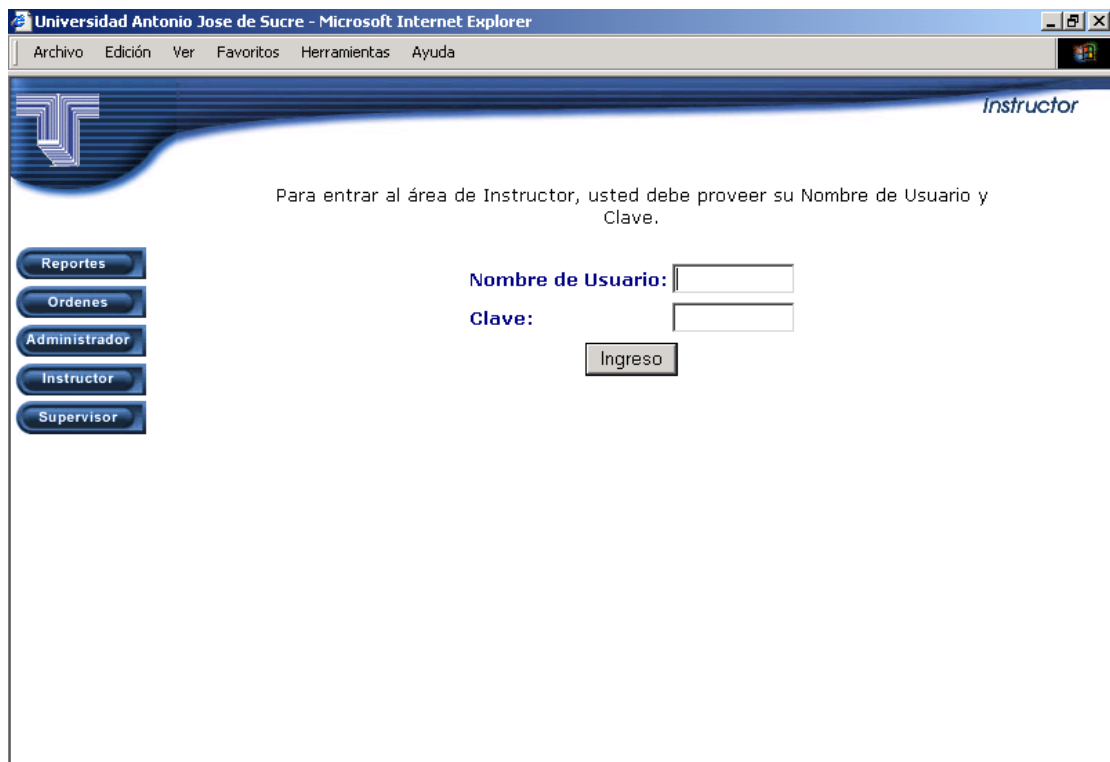 Universidad Antonio Jose de Sucre - Microsoft Internet Explorer
Archivo Edición Ver Favoritos Herramientas Ayuda
instructor
Para entrar al área de Instructor, usted debe proveer su Nombre de Usuario y
Clave.
Reportes
Ordenes
Administrador
Instructor
Supervisor
Nombre de Usuario:
Clave:
Ingreso